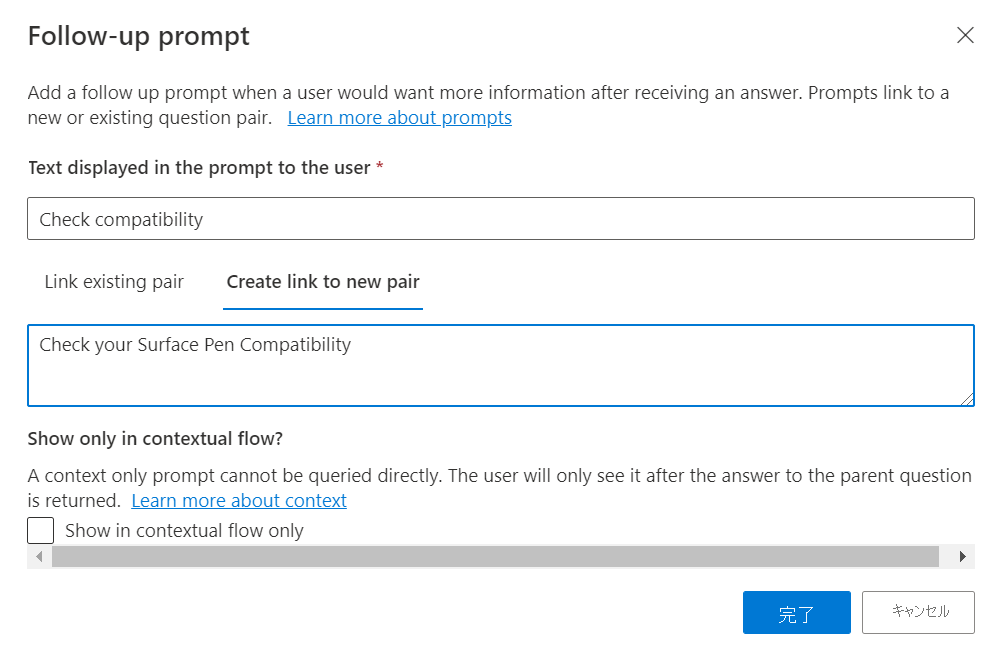 Follow-up prompt
Add a follow up prompt when a user would want more information after receiving an answer. Prompts link to a
new or existing question pair. Learn more about prompts
Text displayed in the prompt to the user *
Check compatibility
Link existing pair Create link to new pair
Check your Surface Pen Compatibility
Show only in contextual flow?
A context only prompt cannot be queried directly. The user will only see it after the answer to the parent question
is returned. Learn more about context
Show in contextual flow only
完了 キャンセル